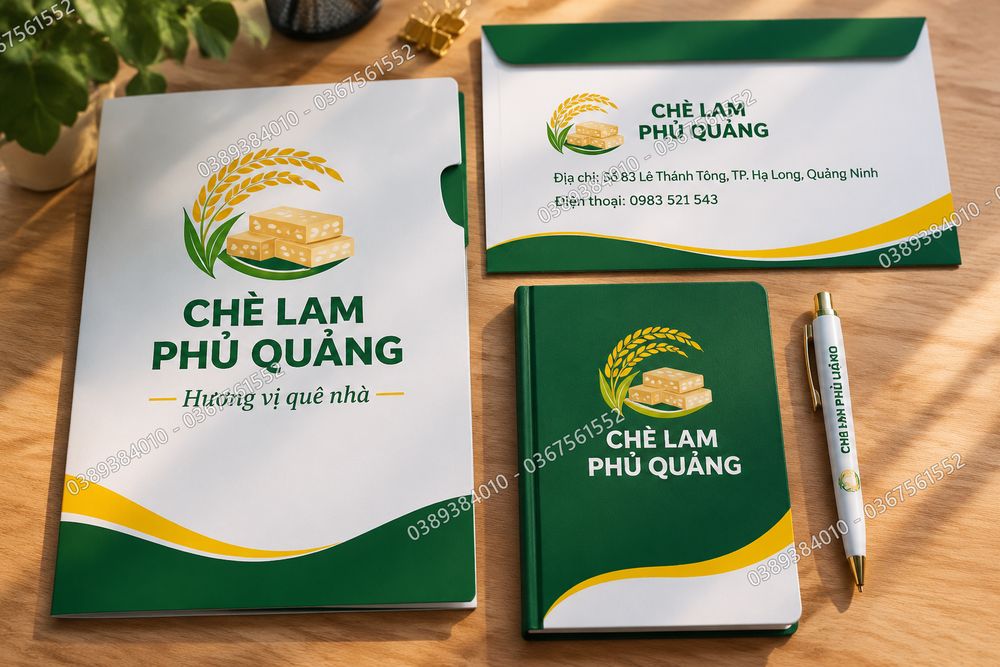 CHÈ LAM
PHỦ QUẢNG
Hương vị quê nhà
CHÈ LAM
PHỦ QUẢNG
Địa chỉ: Số 83 Lê Thánh Tông, TP. Hạ Long, Quảng Ninh
Điện thoại: 0983 521 543
CHÈ LAM
PHỦ QUẢNG
0367561552
0389384010 - 0367561552
0389384010 - 0367561552
0389384010 - 0367561552
0389384010 - 0367561552
0389384010
0389384010 - 0367561552